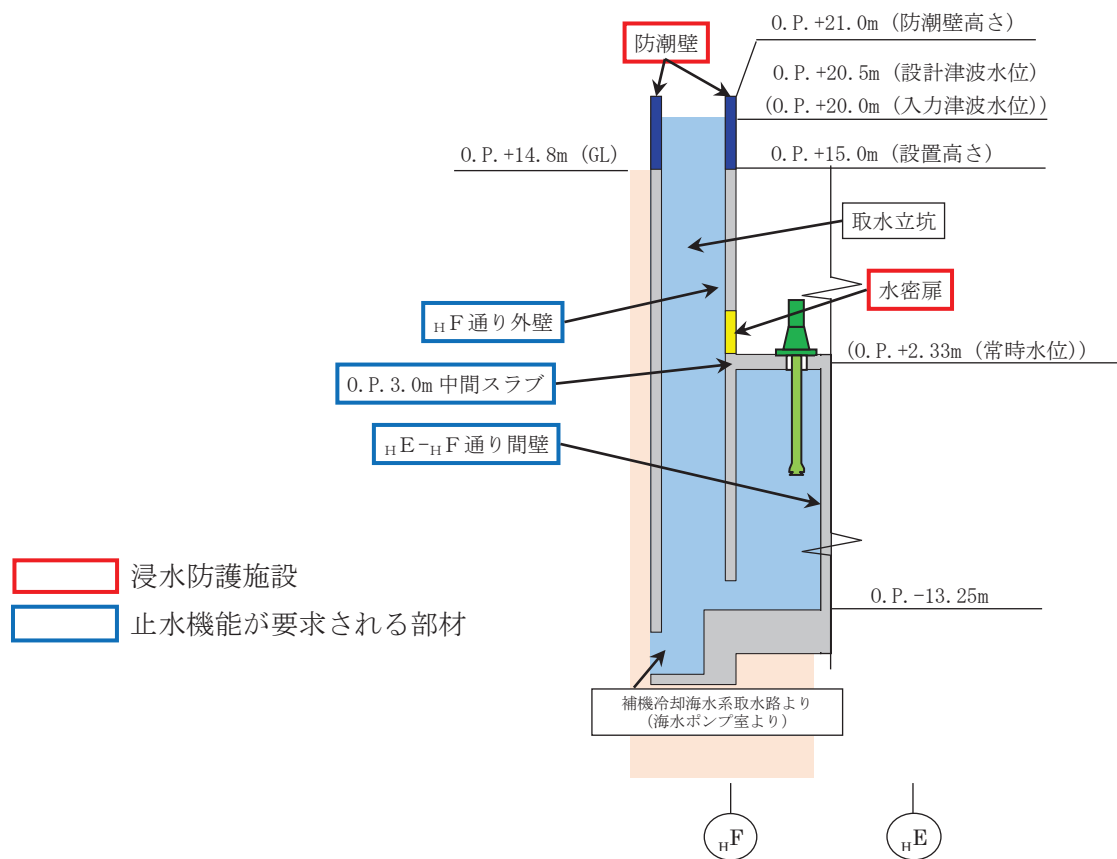 O.P.+21.0m (防潮壁高さ)
防潮壁
O.P.+20.5m (設計津波水位)
(O.P.+20.0m (入力津波水位))
O.P.+14.8m (GL)
O.P.+15.0m (設置高さ)
取水立坑
水密扉
HF通り外壁
(O.P.+2.33m (常時水位))
O.P.3.0m中間スラブ
HE-HF通り間壁
浸水防護施設
O.P.-13.25m
止水機能が要求される部材
補機冷却海水系取水路より
(海水ポンプ室より)
HF
HE